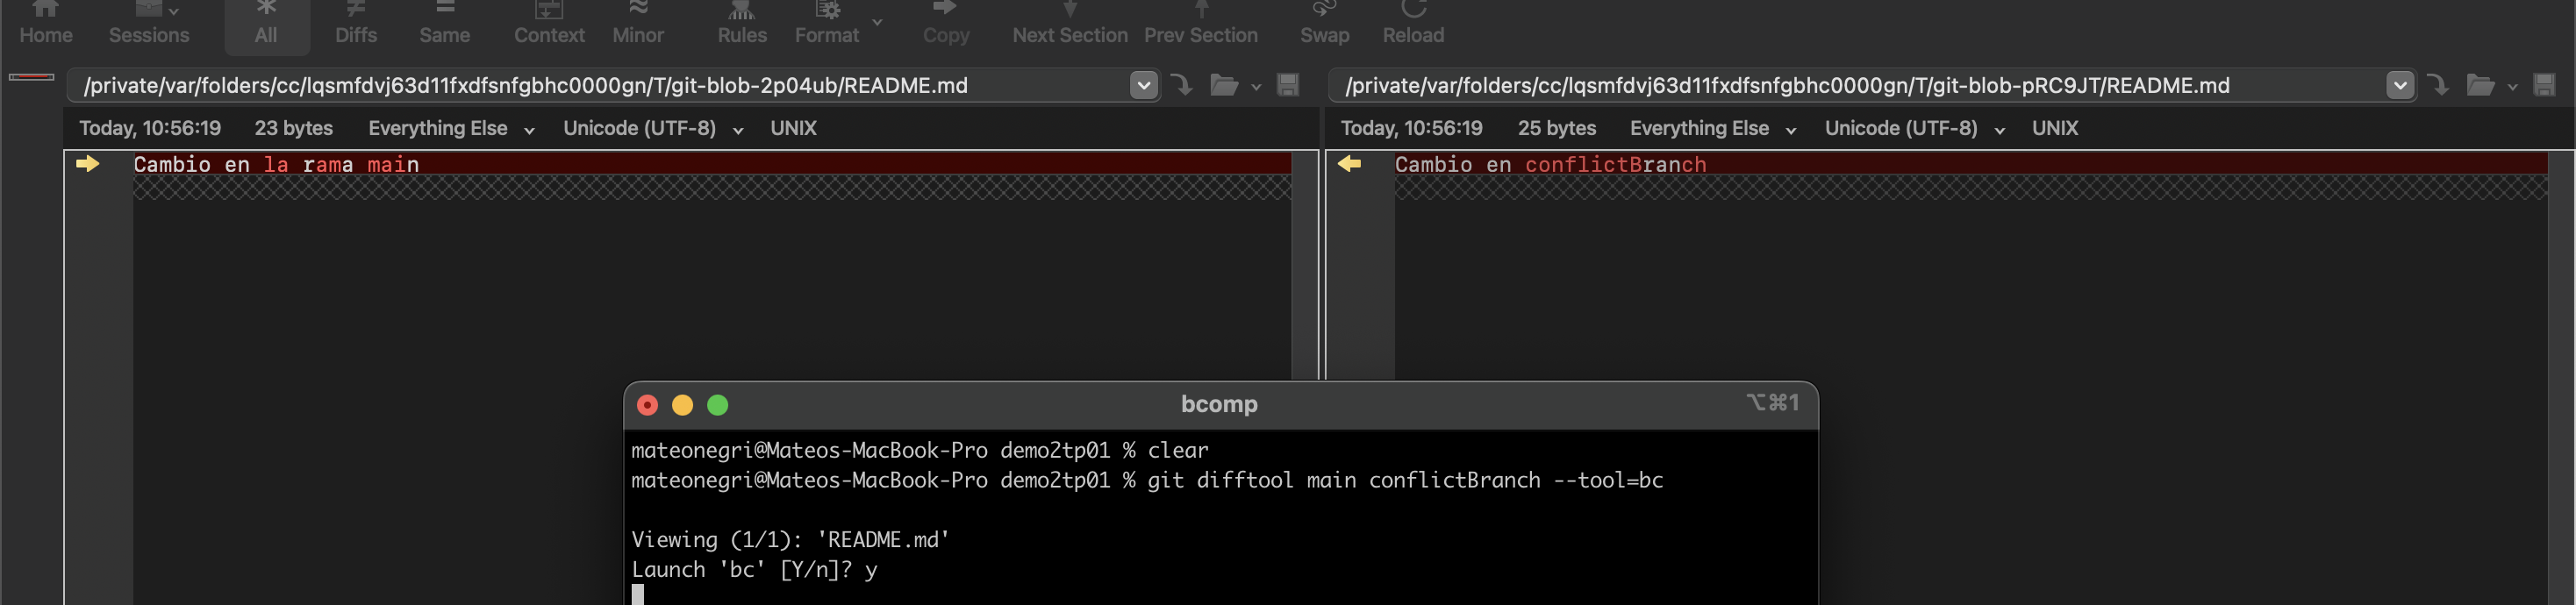 Home Sessions All Diffs Same Context Minor Rules Format Copy Next Section Prev Section Swap Reload
/private/var/folders/cc/lqsmfdvj63d11fxdfsnfgbhc0000gn/T/git-blob-2p04ub/README.md
Today, 10:56:19 23 bytes Everything Else Unicode (UTF-8) UNIX
Cambio en la rama main
/private/var/folders/cc/lqsmfdvj63d11fxdfsnfgbhc0000gn/T/git-blob-pRC9JT/README.md
Today, 10:56:19 25 bytes Everything Else Unicode (UTF-8) UNIX
Cambio en conflictBranch
bcomp ⌥⌘1
mateonegri@Mateos-MacBook-Pro demo2tp01 % clear
mateonegri@Mateos-MacBook-Pro demo2tp01 % git difftool main conflictBranch --tool=bc
Viewing (1/1): 'README.md'
Launch 'bc' [Y/n]? y